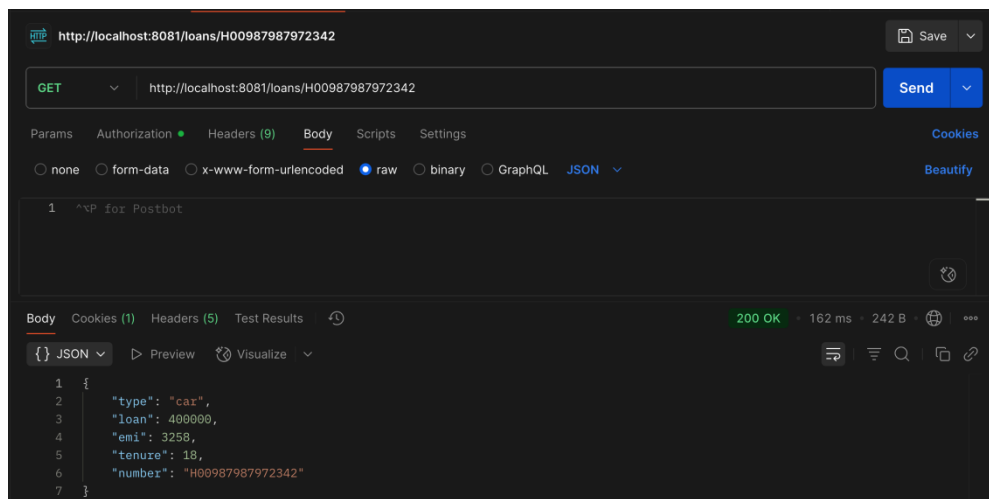 HTTP http://localhost:8081/loans/H00987987972342 Save
GET http://localhost:8081/loans/H00987987972342 Send
Params Authorization Headers (9) Body Scripts Settings Cookies
none form-data x-www-form-urlencoded raw binary GraphQL JSON Beautify
1 ^⌥P for Postbot
Body Cookies (1) Headers (5) Test Results 200 OK • 162 ms • 242 B
{} JSON Preview Visualize
1 {
2 "type": "car",
3 "loan": 400000,
4 "emi": 3258,
5 "tenure": 18,
6 "number": "H00987987972342"
7 }